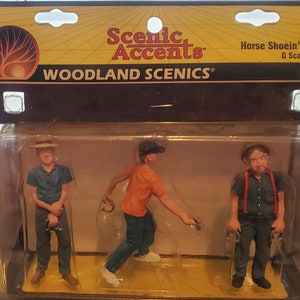 Scenic
Accents®
Horse Shoein'
G Sca
WOODLAND SCENICS®